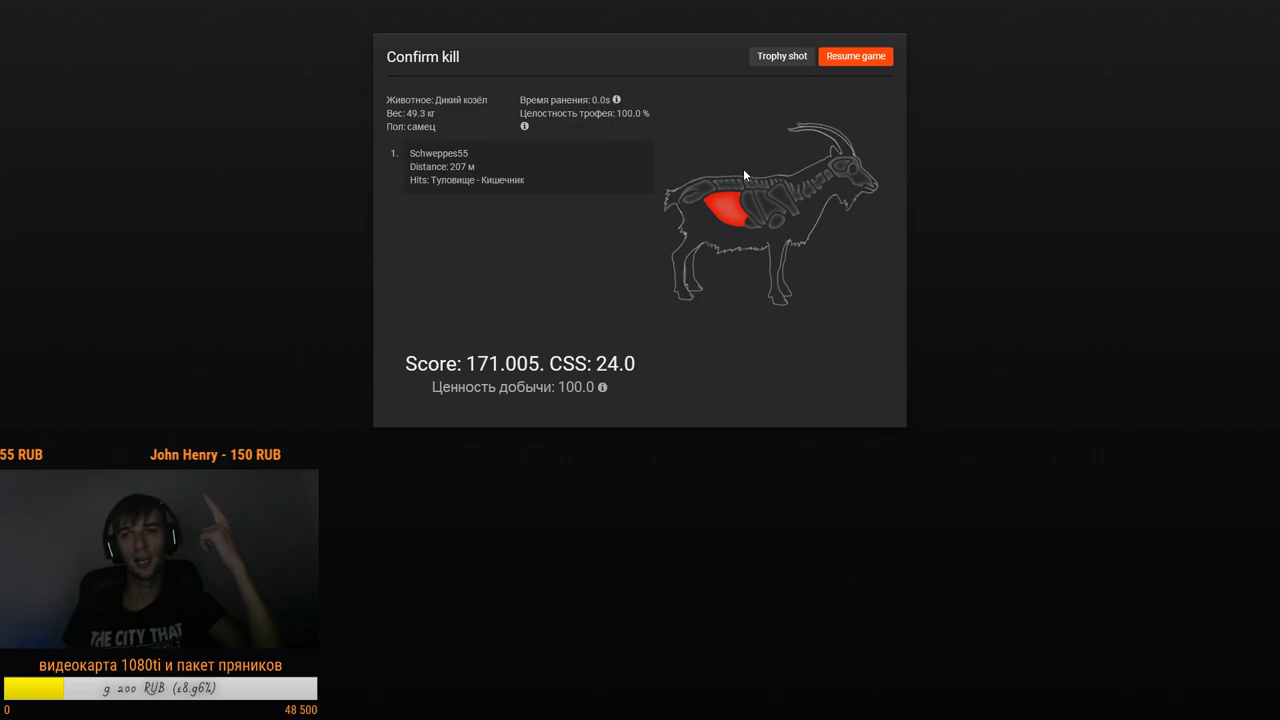 Confirm kill
Trophy shot
Resume game
Животное: Дикий козёл
Вес: 49.3 кг
Пол: самец
Время ранения: 0.0s
Целостность трофея: 100.0 %
1.
Schweppes55
Distance: 207 м
Hits: Туловище - Кишечник
Score: 171.005. CSS: 24.0
Ценность добычи: 100.0
55 RUB
John Henry - 150 RUB
THE CITY THAT
видеокарта 1080ti и пакет пряников
9 200 RUB (18.96%)
0
48 500